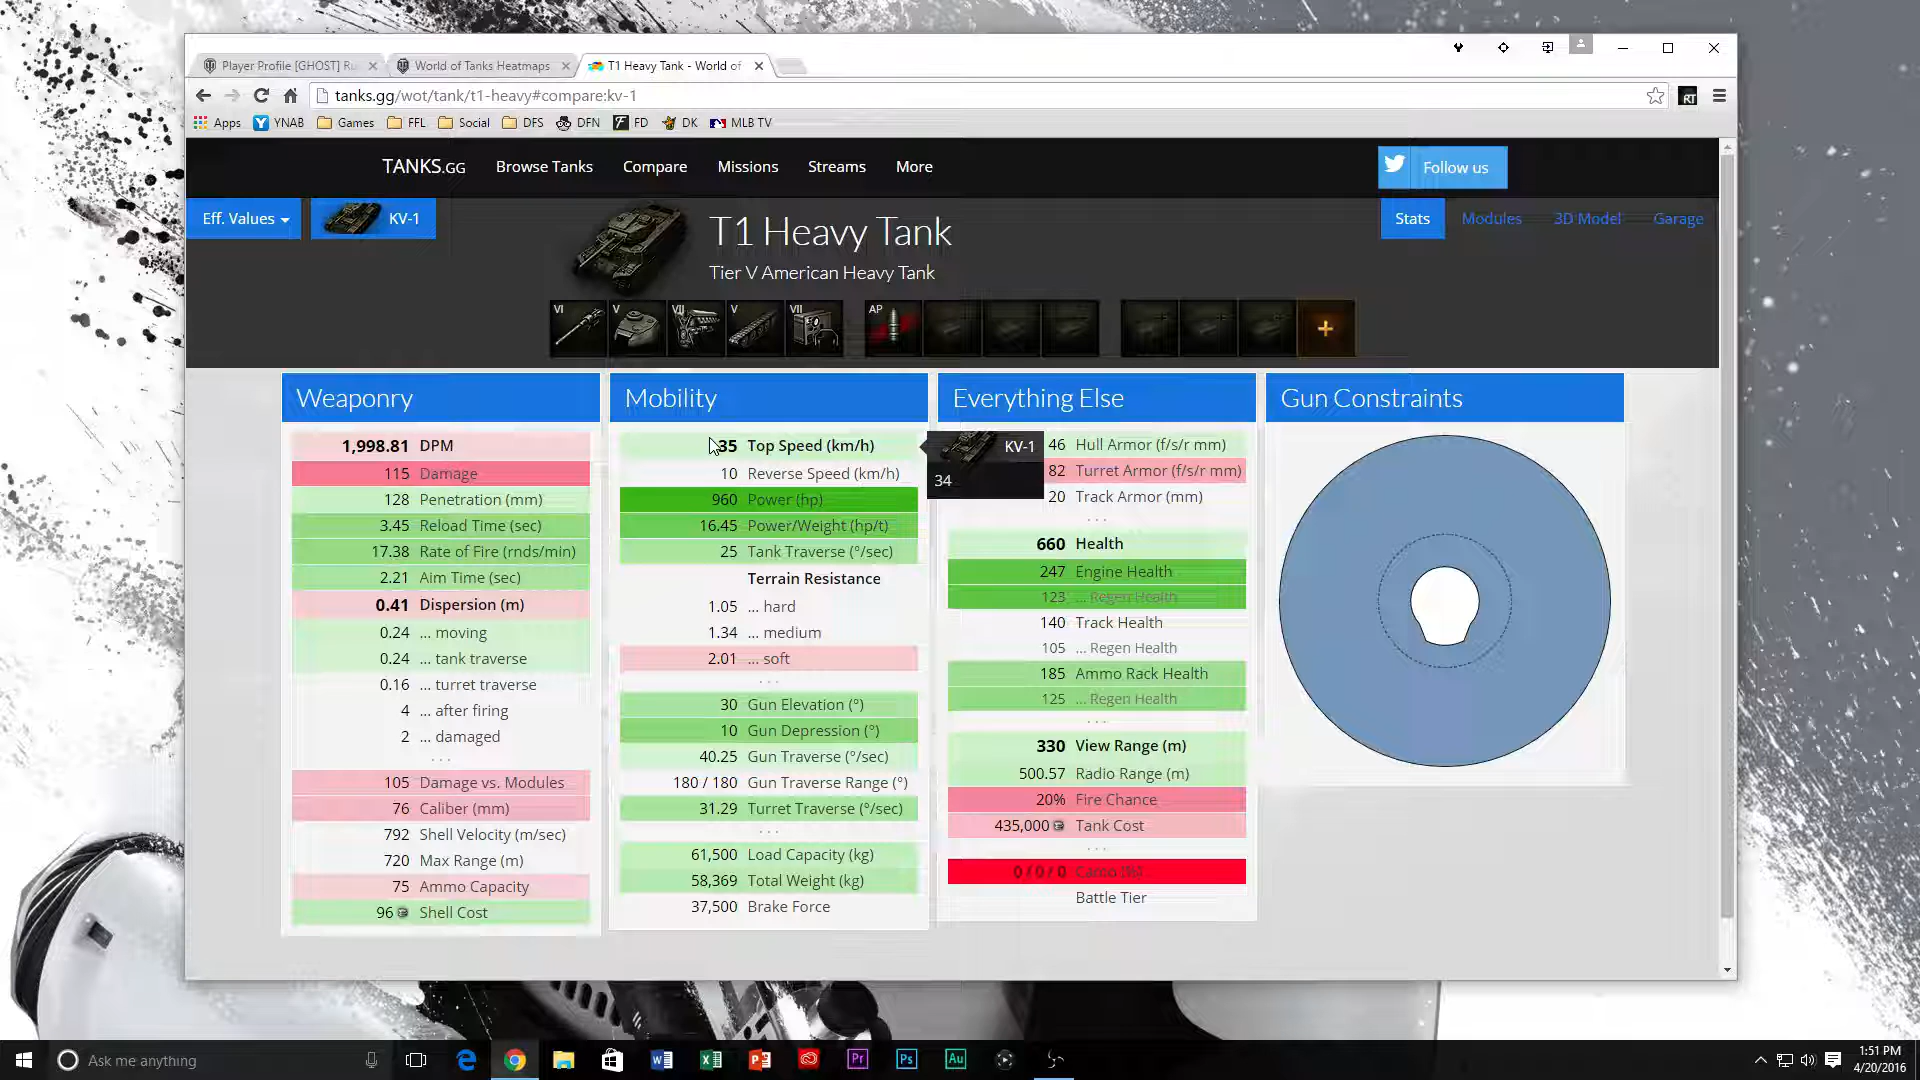 Player Profile [GHOST] Ru
World of Tanks Heatmaps
T1 Heavy Tank - World of
tanks.gg/wot/tank/t1-heavy#compare:kv-1
RT
Apps YNAB Games FFL Social DFS DFN FD DK MLB TV
TANKS.GG Browse Tanks Compare Missions Streams More Follow us
Eff. Values KV-1
T1 Heavy Tank
Tier V American Heavy Tank
Stats Modules 3D Model Garage
VI V VII V VII AP +
Weaponry
1,998.81 DPM
115 Damage
128 Penetration (mm)
3.45 Reload Time (sec)
17.38 Rate of Fire (rnds/min)
2.21 Aim Time (sec)
0.41 Dispersion (m)
0.24 ... moving
0.24 ... tank traverse
0.16 ... turret traverse
4 ... after firing
2 ... damaged
...
105 Damage vs. Modules
76 Caliber (mm)
792 Shell Velocity (m/sec)
720 Max Range (m)
75 Ammo Capacity
96 Shell Cost
Mobility
35 Top Speed (km/h)
10 Reverse Speed (km/h)
960 Power (hp)
16.45 Power/Weight (hp/t)
25 Tank Traverse (°/sec)
Terrain Resistance
1.05 ... hard
1.34 ... medium
2.01 ... soft
...
30 Gun Elevation (°)
10 Gun Depression (°)
40.25 Gun Traverse (°/sec)
180 / 180 Gun Traverse Range (°)
31.29 Turret Traverse (°/sec)
...
61,500 Load Capacity (kg)
58,369 Total Weight (kg)
37,500 Brake Force
KV-1
34
Everything Else
46 Hull Armor (f/s/r mm)
82 Turret Armor (f/s/r mm)
20 Track Armor (mm)
...
660 Health
247 Engine Health
123 ... Regen Health
140 Track Health
105 ... Regen Health
185 Ammo Rack Health
125 ... Regen Health
...
330 View Range (m)
500.57 Radio Range (m)
20% Fire Chance
435,000 Tank Cost
...
0 / 0 / 0 Camo (%)
Battle Tier
Gun Constraints
Ask me anything
Pr Ps Au
1:51 PM
4/20/2016